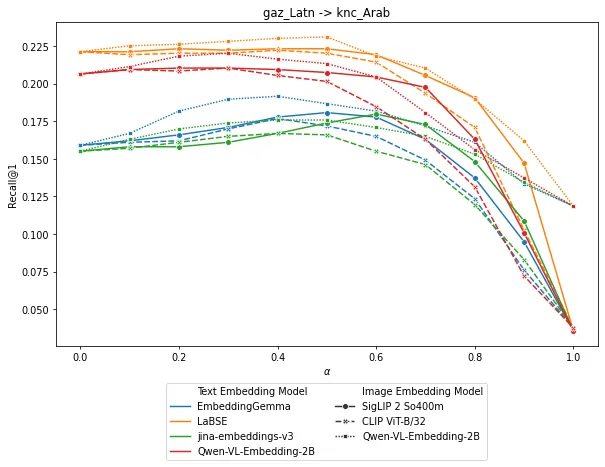 gaz_Latn -> knc_Arab
Recall@1
0.225
0.200
0.175
0.150
0.125
0.100
0.075
0.050
0.0
0.2
0.4
0.6
0.8
1.0
α
Text Embedding Model
EmbeddingGemma
LaBSE
jina-embeddings-v3
Qwen-VL-Embedding-2B
Image Embedding Model
SigLIP 2 So400m
CLIP ViT-B/32
Qwen-VL-Embedding-2B